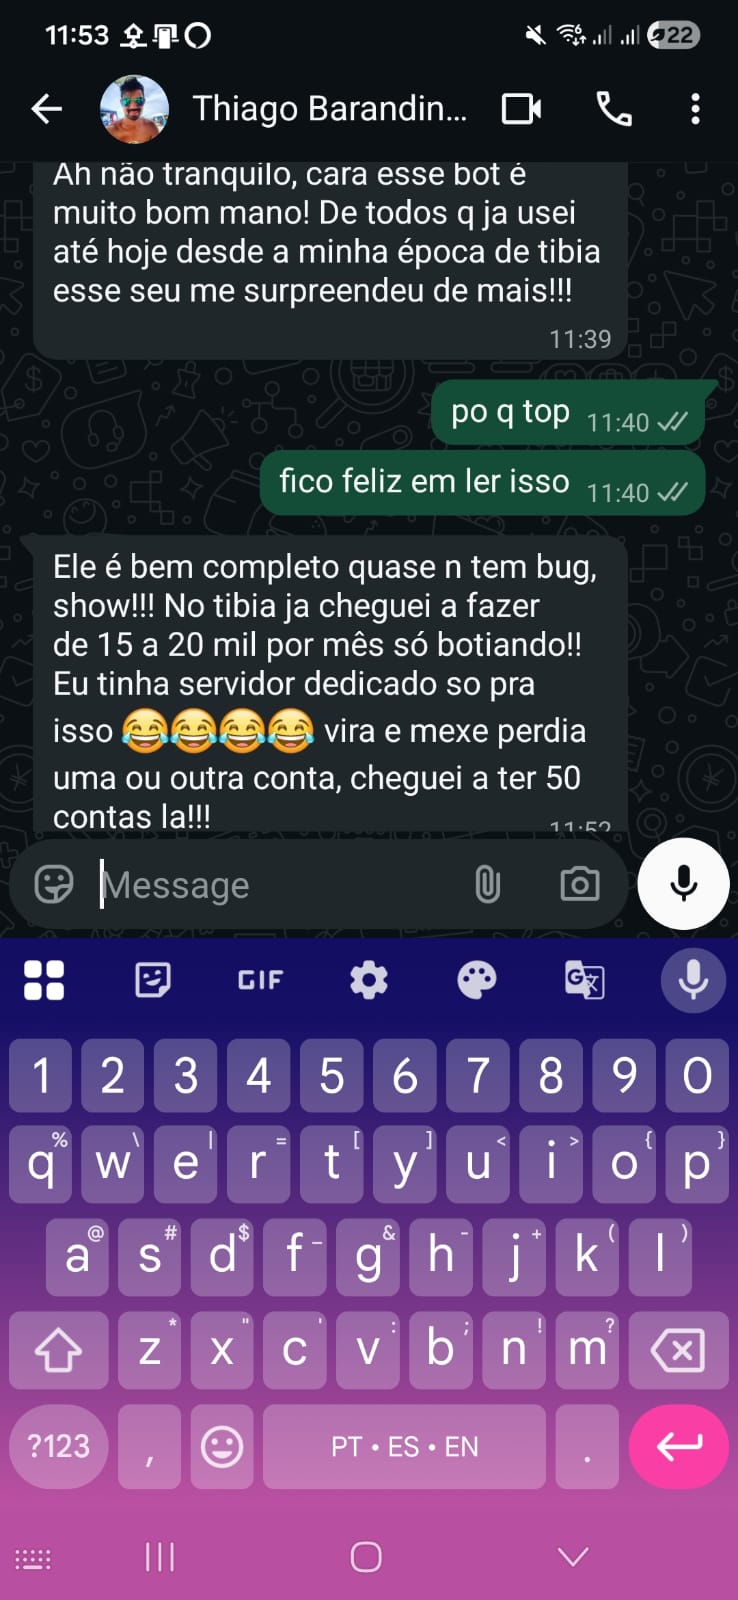 11:53
22
Thiago Barandin...
Ah não tranquilo, cara esse bot é
muito bom mano! De todos q ja usei
até hoje desde a minha época de tibia
esse seu me surpreendeu de mais!!!
11:39
po q top 11:40
fico feliz em ler isso 11:40
Ele é bem completo quase n tem bug,
show!!! No tibia ja cheguei a fazer
de 15 a 20 mil por mês só botiando!!
Eu tinha servidor dedicado so pra
isso 😂😂😂😂 vira e mexe perdia
uma ou outra conta, cheguei a ter 50
contas la!!!
11:52
Message
GIF
1 2 3 4 5 6 7 8 9 0
% \ | = [ ] < > { }
q w e r t y u i o p
@ # $ _ & - + ( )
a s d f g h j k l
* " ' : ; ! ?
z x c v b n m
?123 , PT • ES • EN .